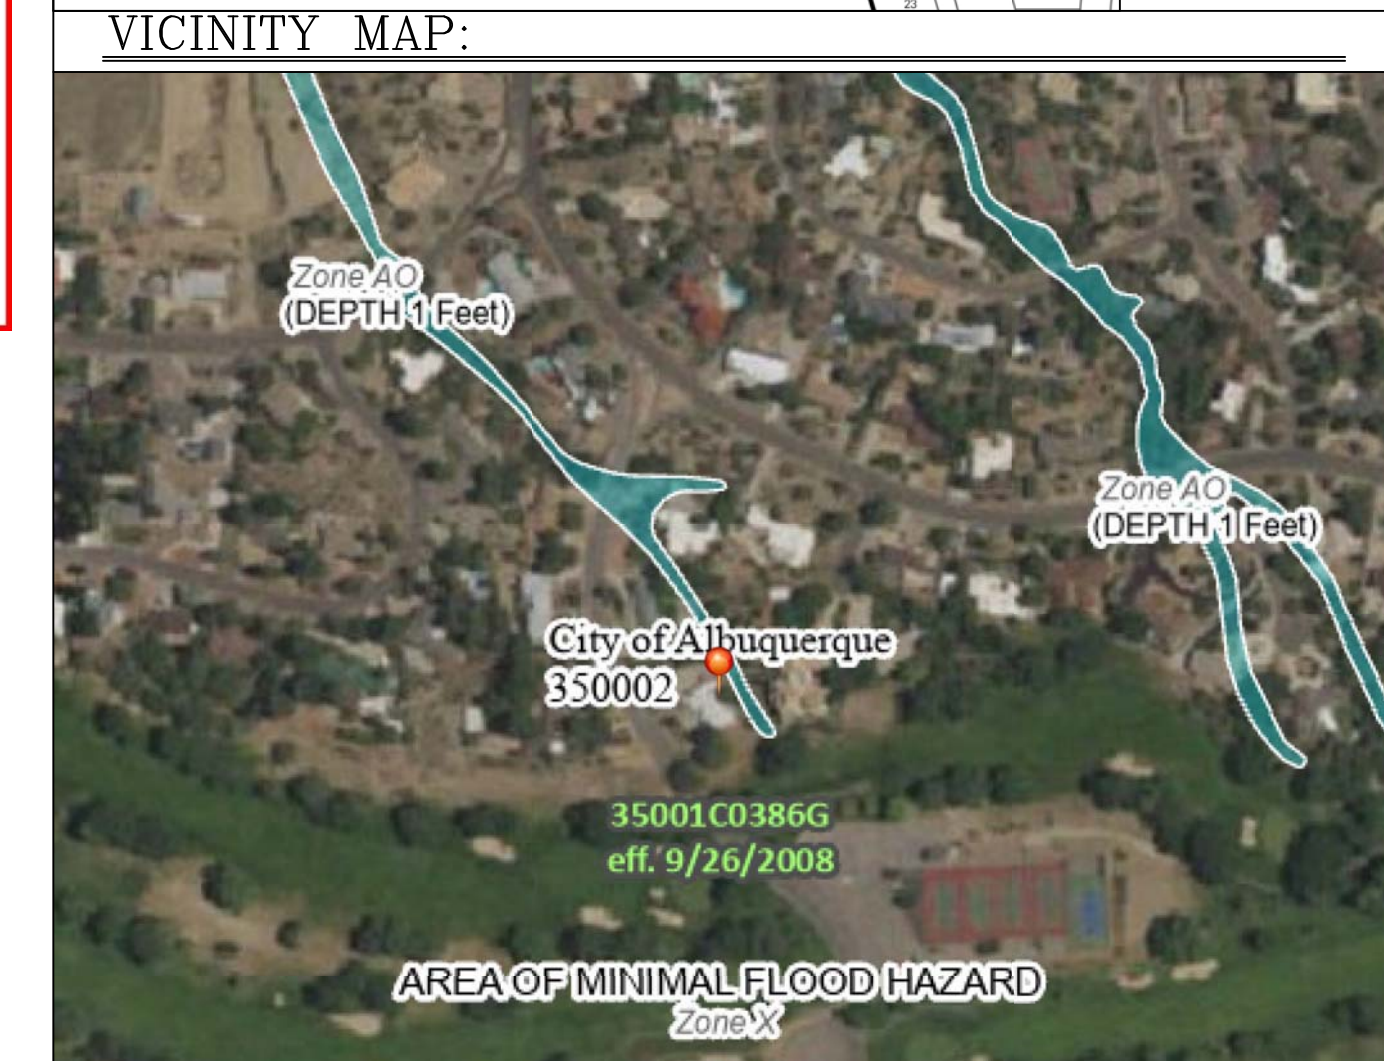 23
VICINITY MAP:
Zone AO
(DEPTH 1 Feet)
Zone AO
(DEPTH 1 Feet)
City of Albuquerque
350002
35001C0386G
eff. 9/26/2008
AREA OF MINIMAL FLOOD HAZARD
Zone X